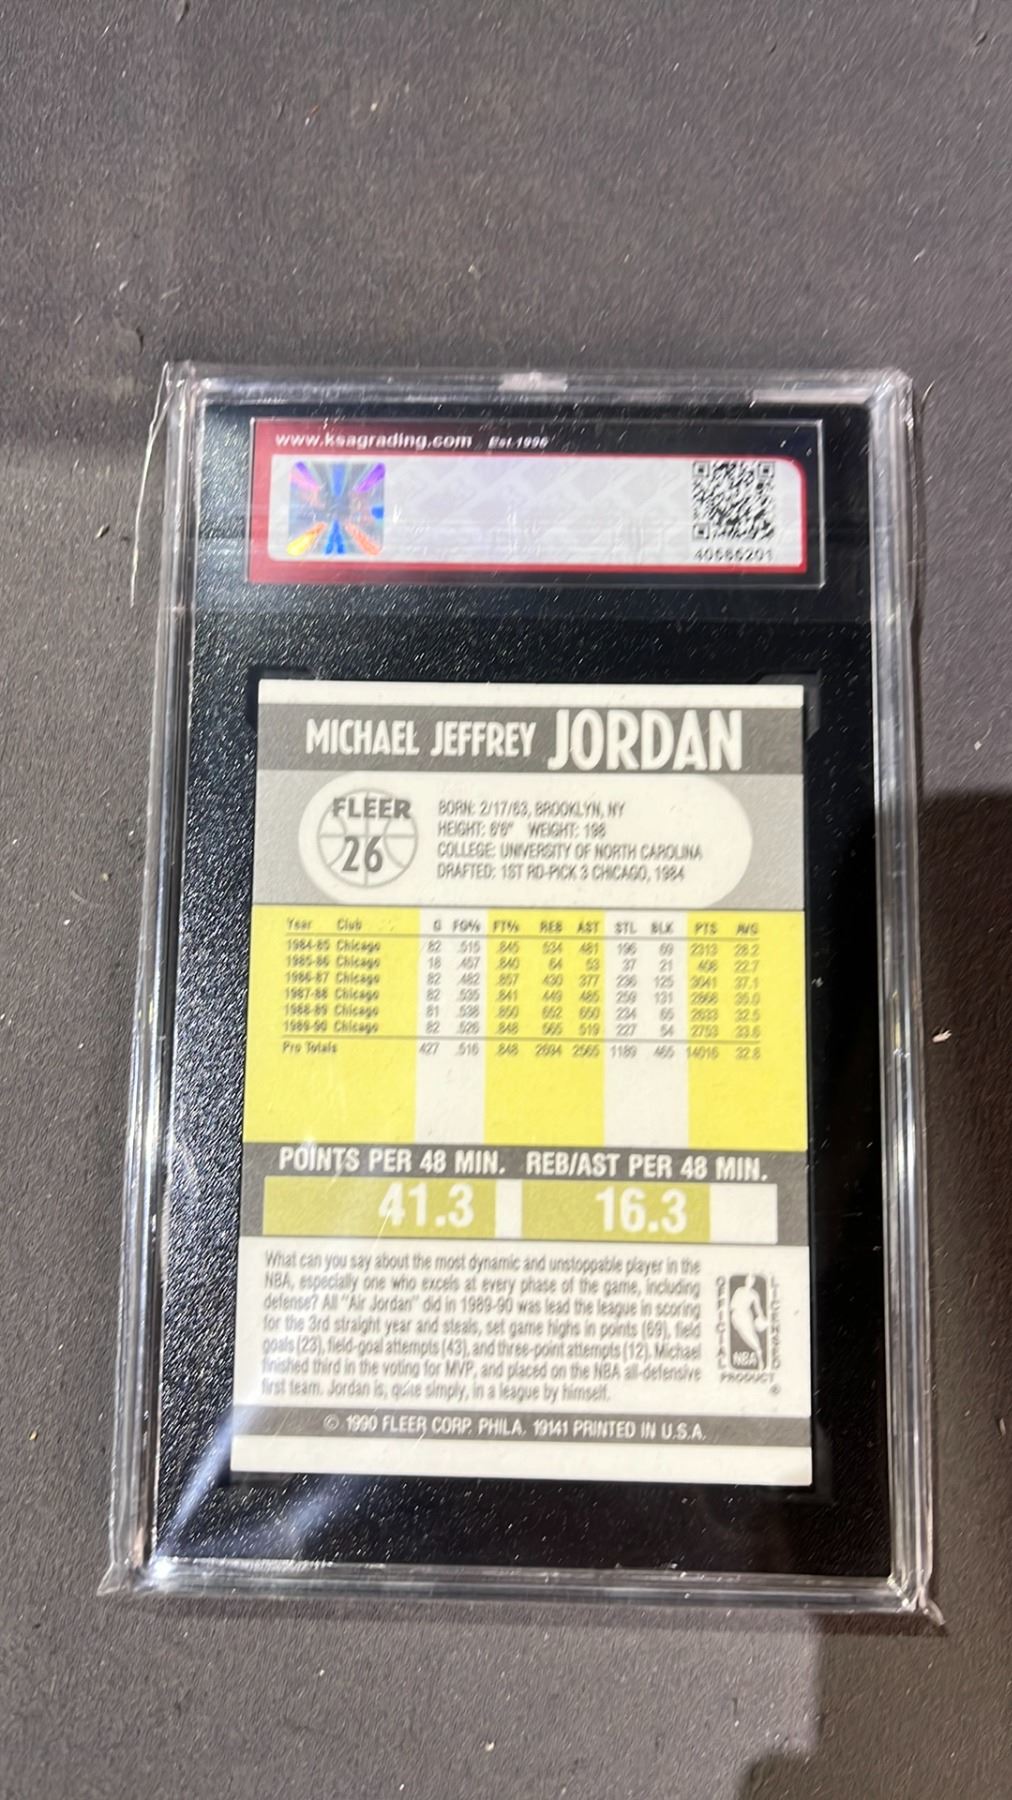 www.ksagrading.com Est. 1996
40686201
MICHAEL JEFFREY JORDAN
FLEER
26
BORN: 2/17/63, BROOKLYN, NY
HEIGHT: 6'6" WEIGHT: 198
COLLEGE: UNIVERSITY OF NORTH CAROLINA
DRAFTED: 1ST RD-PICK 3 CHICAGO, 1984
Year Club G FG% FT% REB AST STL BLK PTS AVG
1984-85 Chicago 82 .515 .845 534 481 196 69 2313 28.2
1985-86 Chicago 18 .457 .840 64 53 37 21 408 22.7
1986-87 Chicago 82 .482 .857 430 377 236 125 3041 37.1
1987-88 Chicago 82 .535 .841 449 485 259 131 2868 35.0
1988-89 Chicago 81 .538 .850 652 650 234 65 2633 32.5
1989-90 Chicago 82 .526 .848 565 519 227 54 2753 33.6
Pro Totals 427 .516 .848 2694 2565 1189 465 14016 32.8
POINTS PER 48 MIN. REB/AST PER 48 MIN.
41.3 16.3
What can you say about the most dynamic and unstoppable player in the
NBA, especially one who excels at every phase of the game, including
defense? All "Air Jordan" did in 1989-90 was lead the league in scoring
for the 3rd straight year and steals, set game highs in points (69), field
goals (23), field-goal attempts (43), and three-point attempts (12). Michael
finished third in the voting for MVP, and placed on the NBA all-defensive
first team. Jordan is, quite simply, in a league by himself.
OFFICIAL LICENSED
NBA
PRODUCT
®
© 1990 FLEER CORP. PHILA. 19141 PRINTED IN U.S.A.